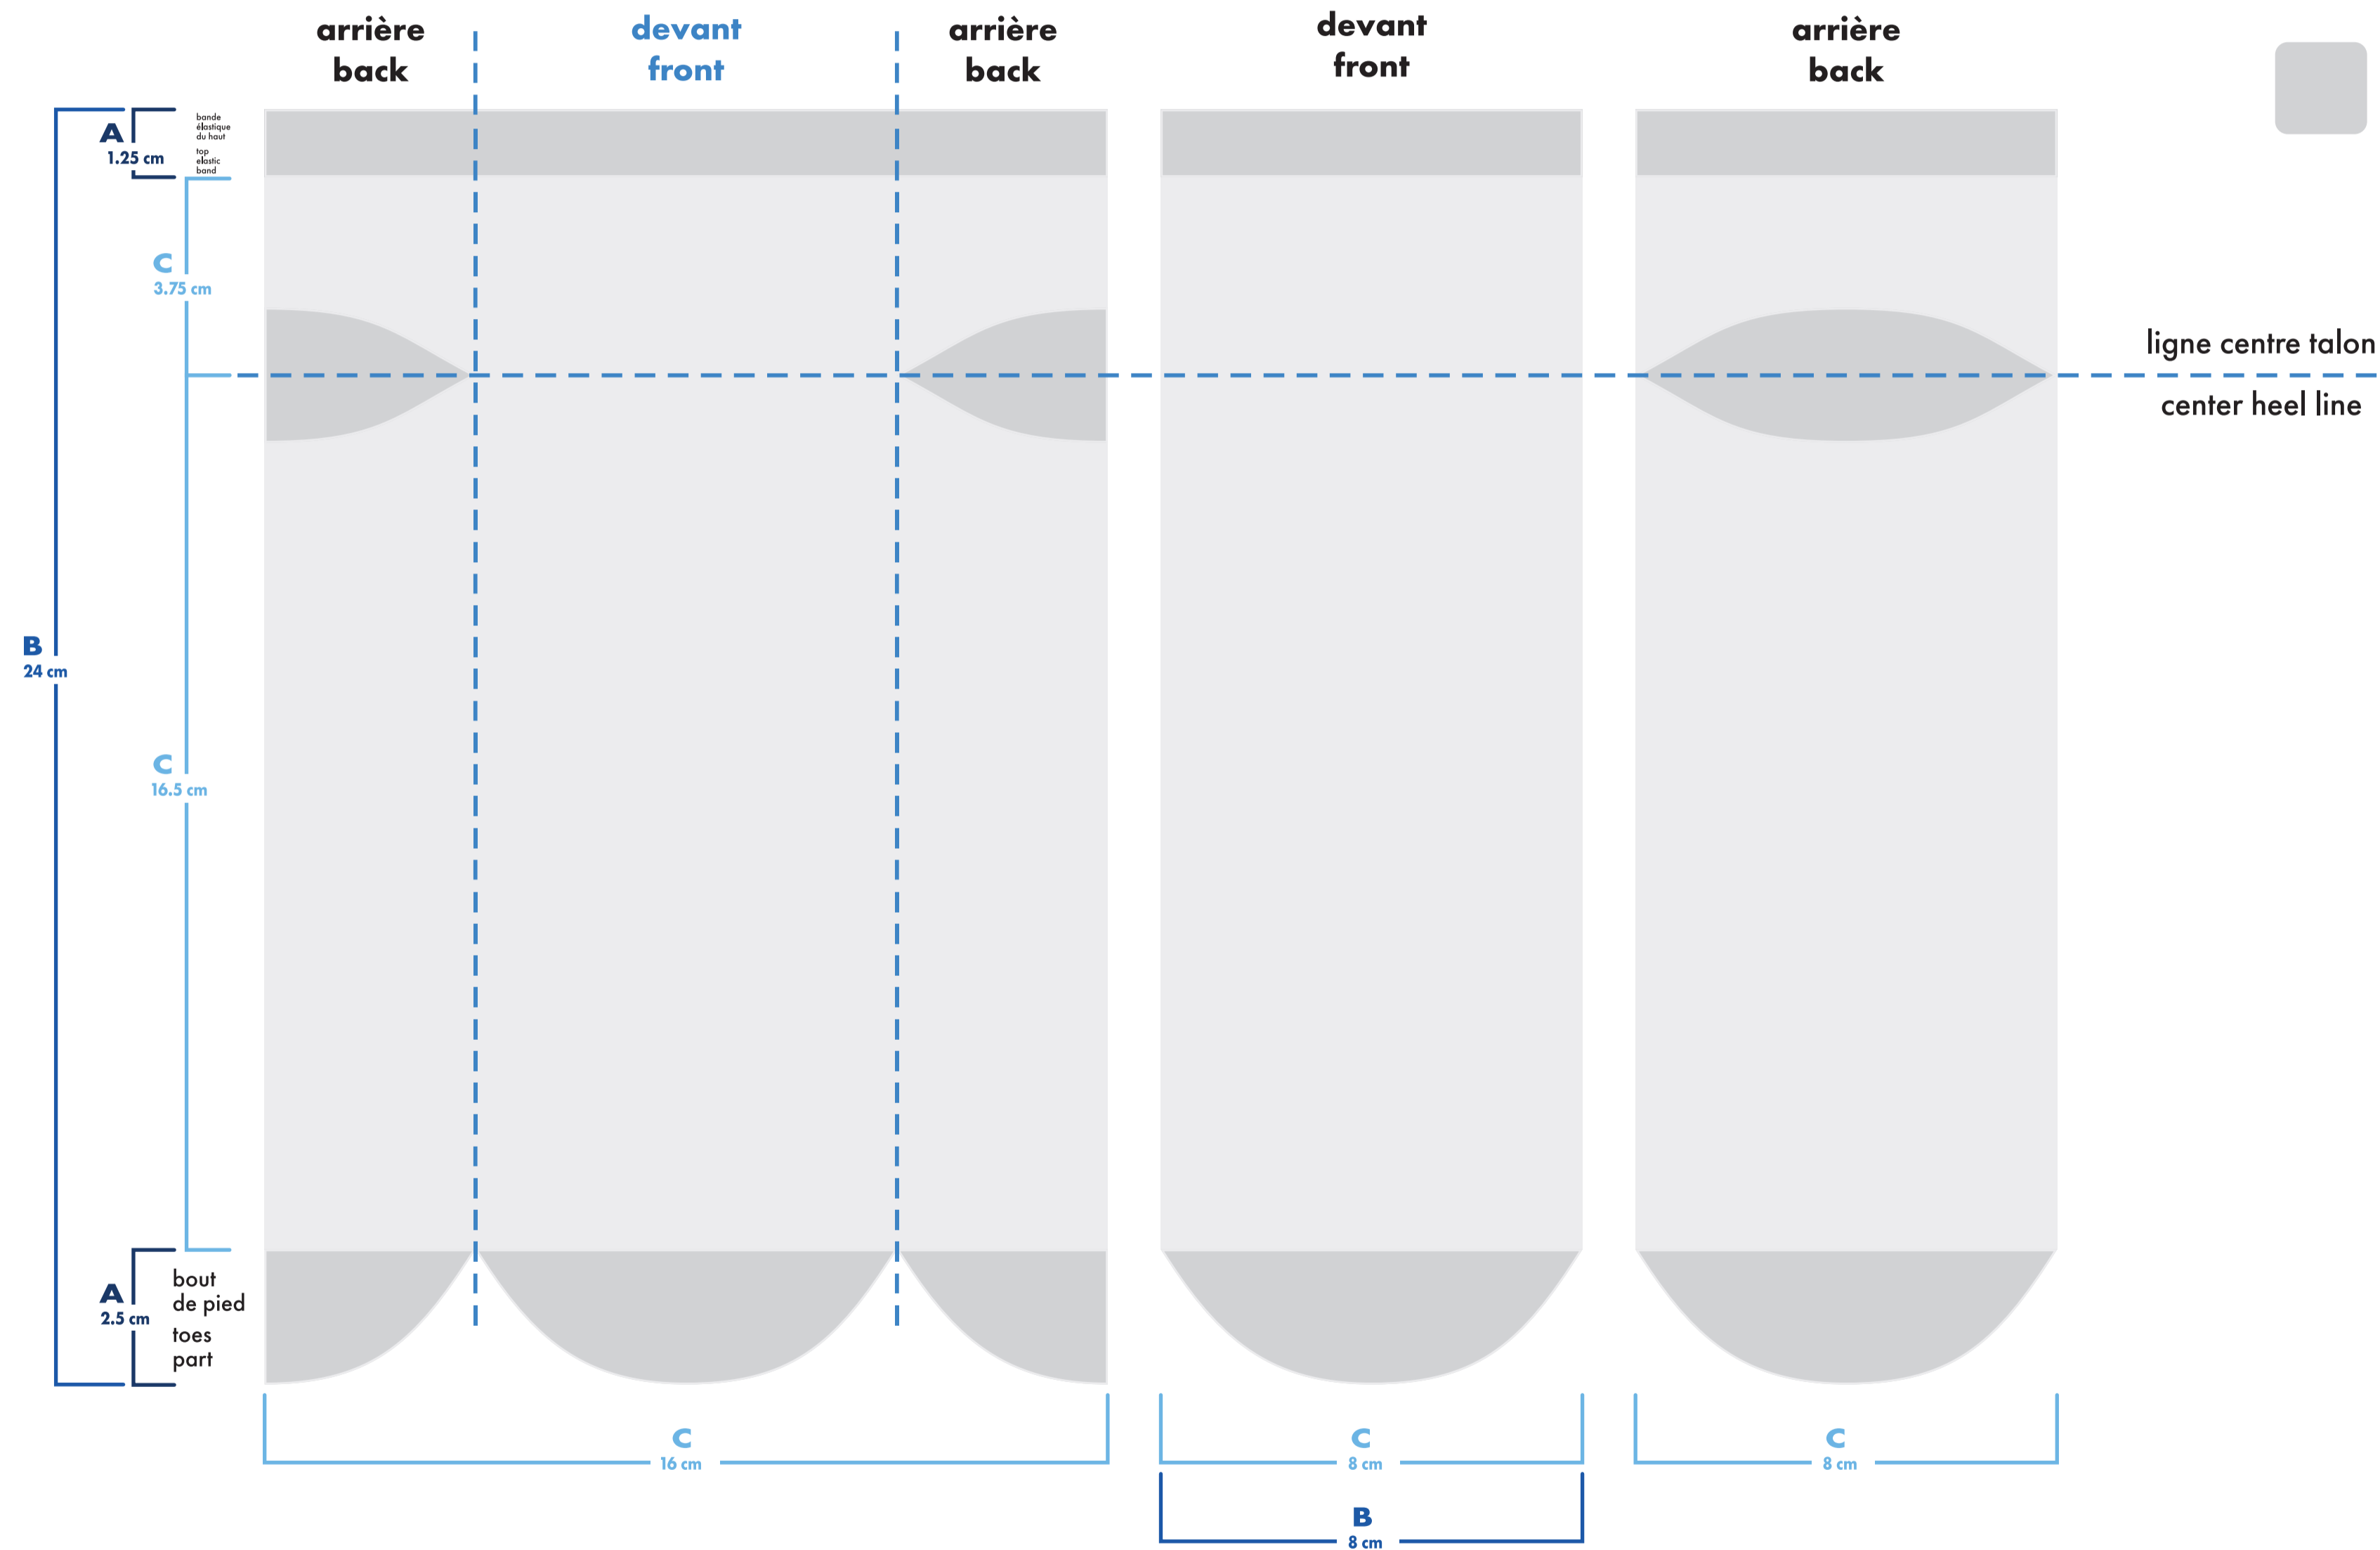 arrière
back
devant
front
arrière
back
devant
front
arrière
back
A
1.25 cm
bande
élastique
du haut
top
elastic
band
C
3.75 cm
ligne centre talon
center heel line
B
24 cm
C
16.5 cm
A
2.5 cm
bout
de pied
toes
part
C
16 cm
C
8 cm
C
8 cm
B
8 cm